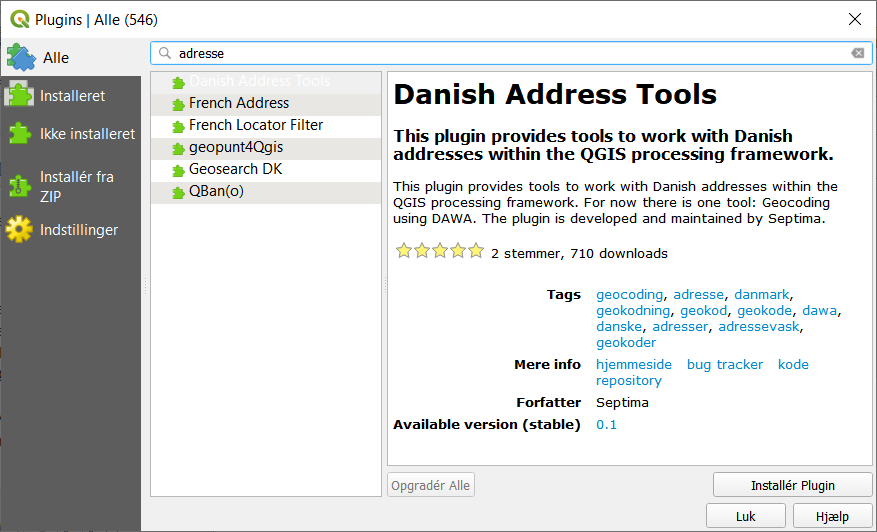 Plugins | Alle (546)
adresse
Alle
Installeret
Ikke installeret
Installér fra
ZIP
Indstillinger
Danish Address Tools
French Address
French Locator Filter
geopunt4Qgis
Geosearch DK
QBan(o)
Danish Address Tools
This plugin provides tools to work with Danish
addresses within the QGIS processing framework.
This plugin provides tools to work with Danish addresses within the
QGIS processing framework. For now there is one tool: Geocoding
using DAWA. The plugin is developed and maintained by Septima.
2 stemmer, 710 downloads
Tags geocoding, adresse, danmark,
geokodning, geokod, geokode, dawa,
danske, adresser, adressevask,
geokoder
Mere info hjemmeside bug tracker kode
repository
Forfatter Septima
Available version (stable) 0.1
Opgradér Alle
Installér Plugin
Luk
Hjælp